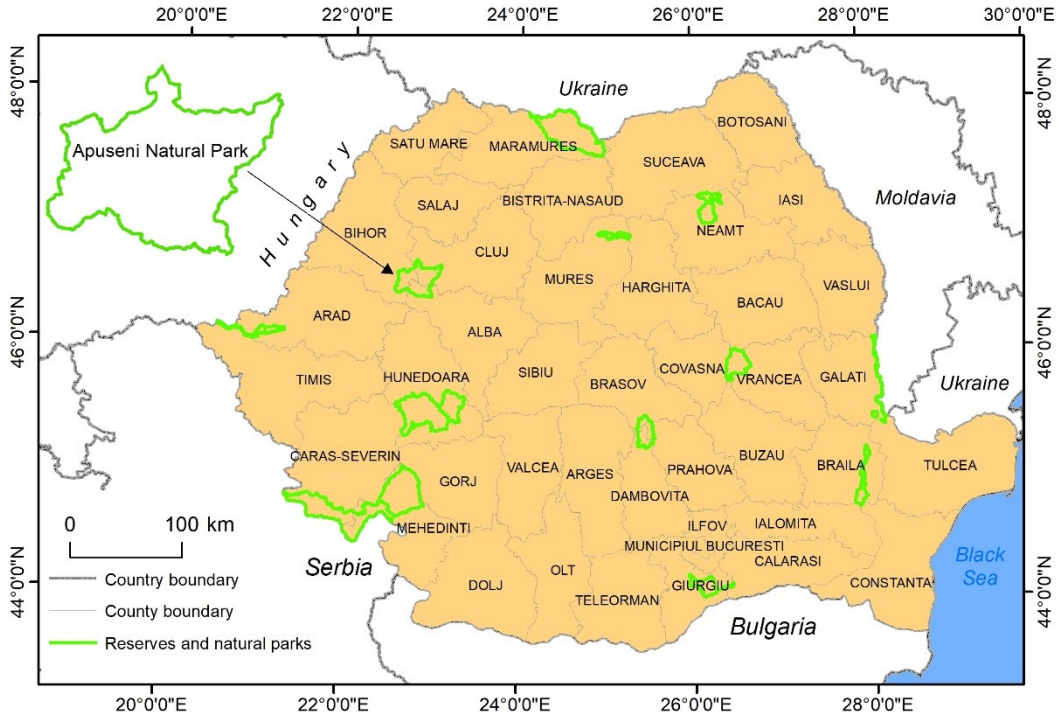 20°0'0"E 22°0'0"E 24°0'0"E 26°0'0"E 28°0'0"E 30°0'0"E
48°0'0"N
48°0'0"N
Ukraine
Apuseni Natural Park
Hungary
Moldavia
BOTOSANI
SATU MARE
MARAMURES
SUCEAVA
SALAJ
BISTRITA-NASAUD
IASI
BIHOR
NEAMT
CLUJ
MURES
HARGHITA
VASLUI
BACAU
ARAD
46°0'0"N
46°0'0"N
ALBA
TIMIS
HUNEDOARA
SIBIU
BRASOV
COVASNA
VRANCEA
GALATI
Ukraine
CARAS-SEVERIN
VALCEA
ARGES
PRAHOVA
BUZAU
BRAILA
TULCEA
GORJ
DAMBOVITA
MEHEDINTI
ILFOV
IALOMITA
MUNICIPIUL BUCURESTI
CALARASI
0 100 km
Serbia
DOLJ
OLT
TELEORMAN
GIURGIU
CONSTANTA
Black
Sea
Bulgaria
44°0'0"N
44°0'0"N
Country boundary
County boundary
Reserves and natural parks
20°0'0"E 22°0'0"E 24°0'0"E 26°0'0"E 28°0'0"E